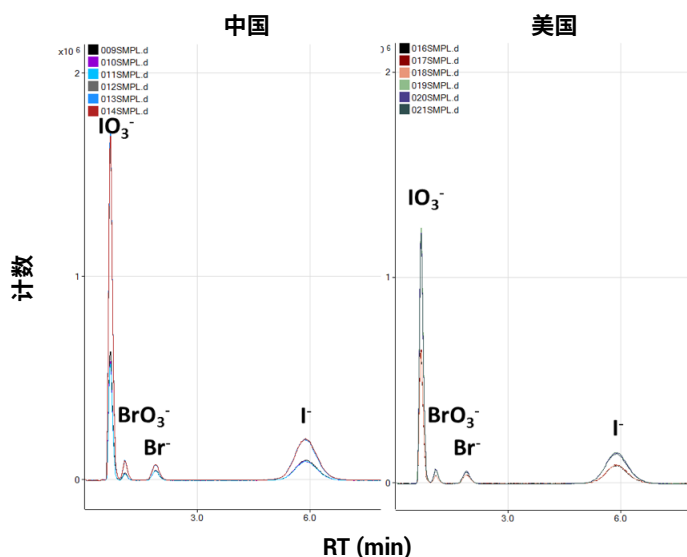 中国
美国
x10 6
2
009SMPL.d
010SMPL.d
011SMPL.d
012SMPL.d
013SMPL.d
014SMPL.d
IO₃⁻
1
BrO₃⁻
Br⁻
I⁻
0
3.0
6.0
6
2
016SMPL.d
017SMPL.d
018SMPL.d
019SMPL.d
020SMPL.d
021SMPL.d
IO₃⁻
1
BrO₃⁻
Br⁻
I⁻
0
3.0
6.0
计数
RT (min)